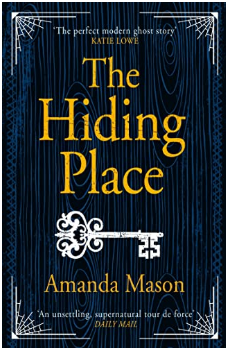 'The perfect modern ghost story'
KATIE LOWE
The
Hiding
Place
Amanda Mason
'An unsettling, supernatural tour de force'
DAILY MAIL